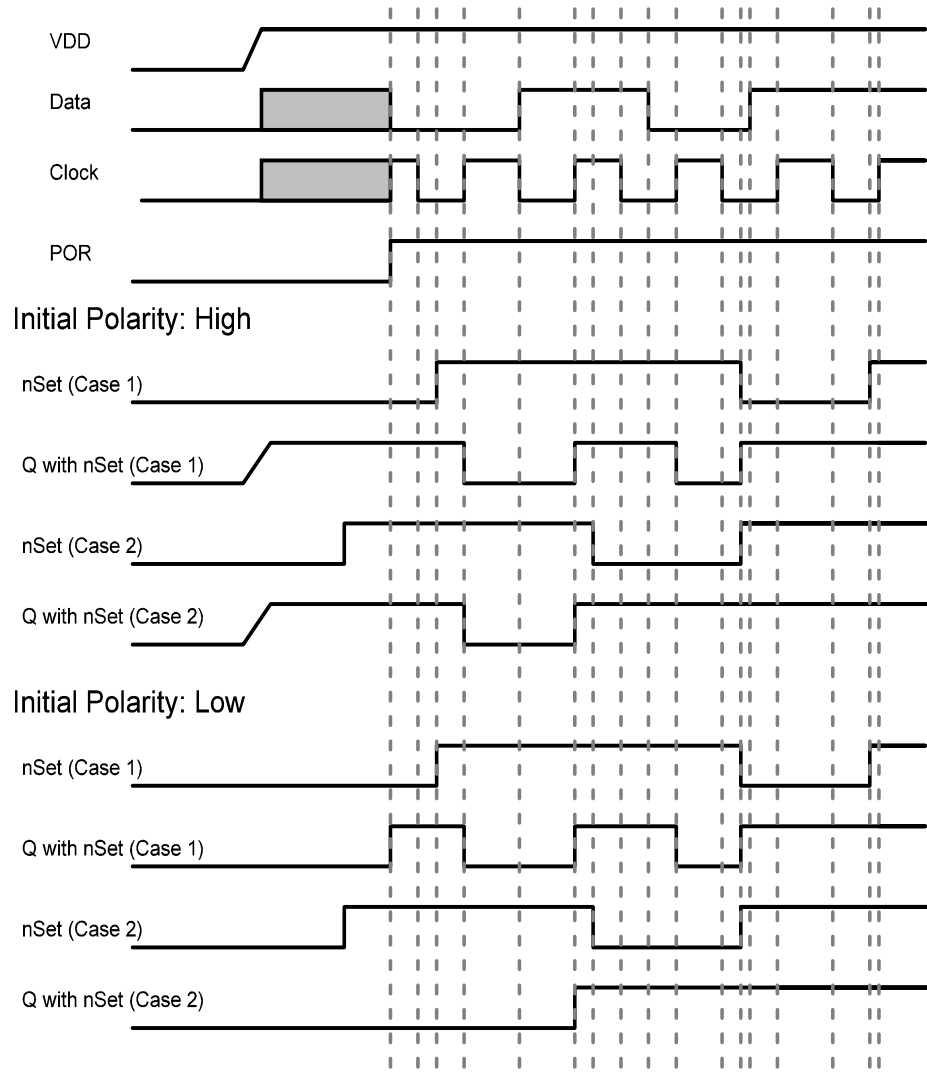 VDD
Data
Clock
POR
Initial Polarity: High
nSet (Case 1)
Q with nSet (Case 1)
nSet (Case 2)
Q with nSet (Case 2)
Initial Polarity: Low
nSet (Case 1)
Q with nSet (Case 1)
nSet (Case 2)
Q with nSet (Case 2)